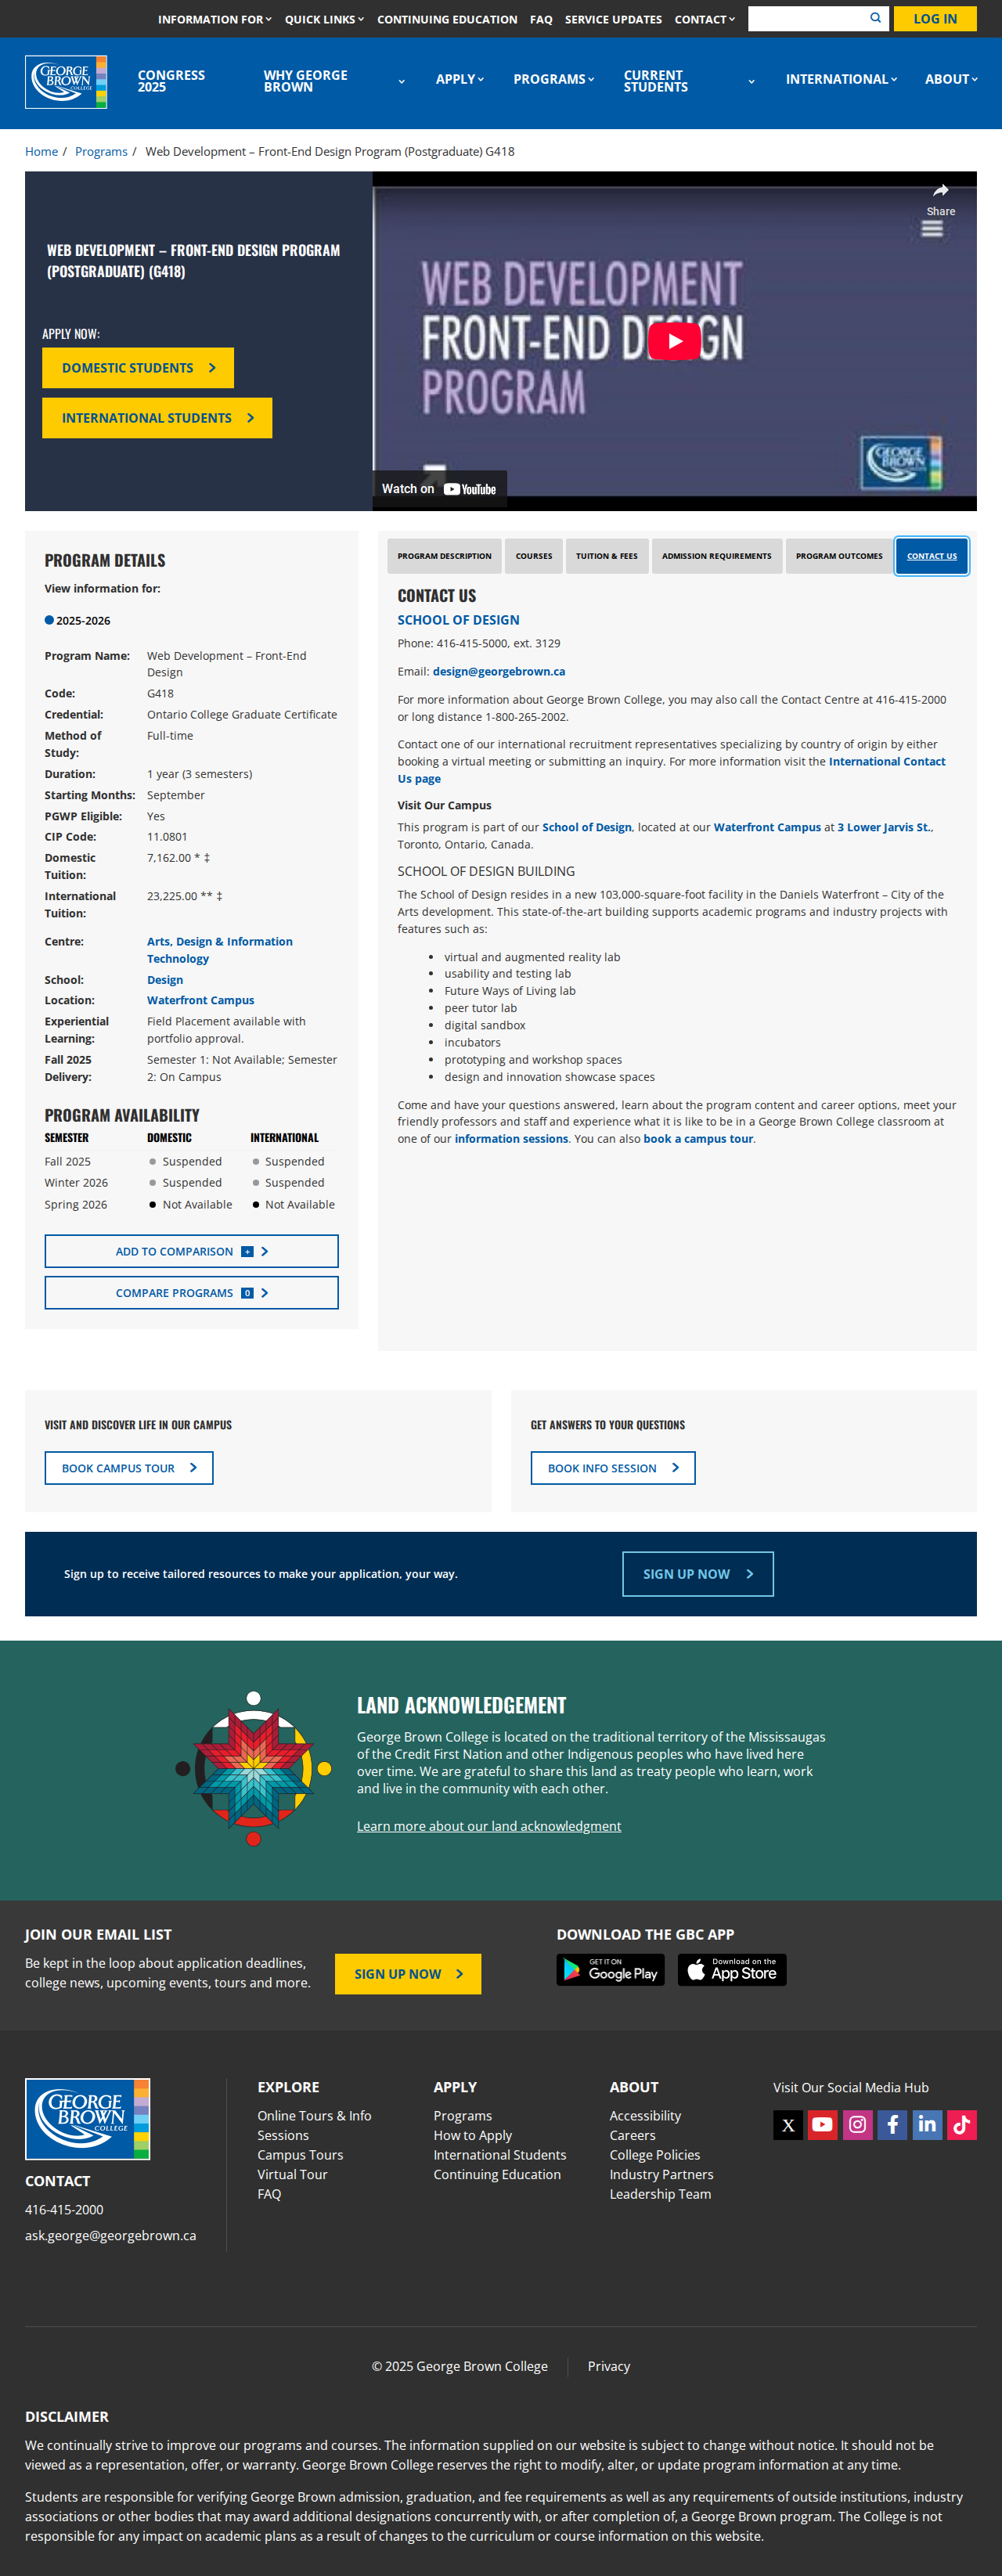 INFORMATION FOR QUICK LINKS CONTINUING EDUCATION FAQ SERVICE UPDATES CONTACT LOG IN
GEORGE BROWN COLLEGE
CONGRESS 2025 WHY GEORGE BROWN APPLY PROGRAMS CURRENT STUDENTS INTERNATIONAL ABOUT
Home / Programs / Web Development – Front-End Design Program (Postgraduate) G418
WEB DEVELOPMENT – FRONT-END DESIGN PROGRAM
(POSTGRADUATE) (G418)
APPLY NOW:
DOMESTIC STUDENTS
INTERNATIONAL STUDENTS
Share
WEB DEVELOPMENT
FRONT-END DESIGN
PROGRAM
GEORGE BROWN COLLEGE
Watch on YouTube
PROGRAM DETAILS
View information for:
2025-2026
Program Name: Web Development – Front-End
Design
Code: G418
Credential: Ontario College Graduate Certificate
Method of Study: Full-time
Duration: 1 year (3 semesters)
Starting Months: September
PGWP Eligible: Yes
CIP Code: 11.0801
Domestic Tuition: 7,162.00 * ‡
International Tuition: 23,225.00 ** ‡
Centre: Arts, Design & Information
Technology
School: Design
Location: Waterfront Campus
Experiential Learning: Field Placement available with
portfolio approval.
Fall 2025 Delivery: Semester 1: Not Available; Semester
2: On Campus
PROGRAM AVAILABILITY
SEMESTER DOMESTIC INTERNATIONAL
Fall 2025 Suspended Suspended
Winter 2026 Suspended Suspended
Spring 2026 Not Available Not Available
ADD TO COMPARISON +
COMPARE PROGRAMS 0
PROGRAM DESCRIPTION COURSES TUITION & FEES ADMISSION REQUIREMENTS PROGRAM OUTCOMES CONTACT US
CONTACT US
SCHOOL OF DESIGN
Phone: 416-415-5000, ext. 3129
Email: design@georgebrown.ca
For more information about George Brown College, you may also call the Contact Centre at 416-415-2000
or long distance 1-800-265-2002.
Contact one of our international recruitment representatives specializing by country of origin by either
booking a virtual meeting or submitting an inquiry. For more information visit the International Contact
Us page
Visit Our Campus
This program is part of our School of Design, located at our Waterfront Campus at 3 Lower Jarvis St.,
Toronto, Ontario, Canada.
SCHOOL OF DESIGN BUILDING
The School of Design resides in a new 103,000-square-foot facility in the Daniels Waterfront – City of the
Arts development. This state-of-the-art building supports academic programs and industry projects with
features such as:
• virtual and augmented reality lab
• usability and testing lab
• Future Ways of Living lab
• peer tutor lab
• digital sandbox
• incubators
• prototyping and workshop spaces
• design and innovation showcase spaces
Come and have your questions answered, learn about the program content and career options, meet your
friendly professors and staff and experience what it is like to be in a George Brown College classroom at
one of our information sessions. You can also book a campus tour.
VISIT AND DISCOVER LIFE IN OUR CAMPUS
BOOK CAMPUS TOUR
GET ANSWERS TO YOUR QUESTIONS
BOOK INFO SESSION
Sign up to receive tailored resources to make your application, your way.
SIGN UP NOW
LAND ACKNOWLEDGEMENT
George Brown College is located on the traditional territory of the Mississaugas
of the Credit First Nation and other Indigenous peoples who have lived here
over time. We are grateful to share this land as treaty people who learn, work
and live in the community with each other.
Learn more about our land acknowledgment
JOIN OUR EMAIL LIST
Be kept in the loop about application deadlines,
college news, upcoming events, tours and more.
SIGN UP NOW
DOWNLOAD THE GBC APP
GET IT ON Google Play
Download on the App Store
GEORGE BROWN COLLEGE
CONTACT
416-415-2000
ask.george@georgebrown.ca
EXPLORE
Online Tours & Info
Sessions
Campus Tours
Virtual Tour
FAQ
APPLY
Programs
How to Apply
International Students
Continuing Education
ABOUT
Accessibility
Careers
College Policies
Industry Partners
Leadership Team
Visit Our Social Media Hub
X f in
© 2025 George Brown College Privacy
DISCLAIMER
We continually strive to improve our programs and courses. The information supplied on our website is subject to change without notice. It should not be
viewed as a representation, offer, or warranty. George Brown College reserves the right to modify, alter, or update program information at any time.
Students are responsible for verifying George Brown admission, graduation, and fee requirements as well as any requirements of outside institutions, industry
associations or other bodies that may award additional designations concurrently with, or after completion of, a George Brown program. The College is not
responsible for any impact on academic plans as a result of changes to the curriculum or course information on this website.